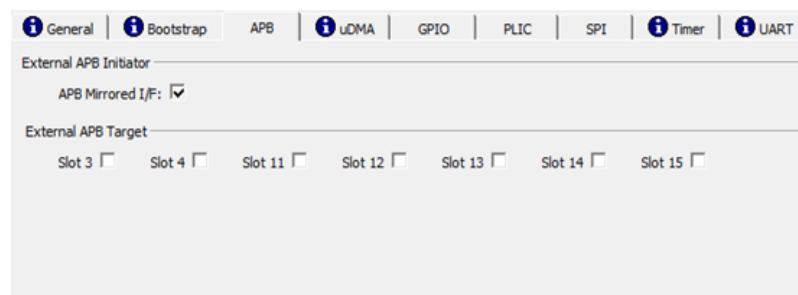 General Bootstrap APB uDMA GPIO PLIC SPI Timer UART
External APB Initiator
APB Mirrored I/F:
External APB Target
Slot 3 Slot 4 Slot 11 Slot 12 Slot 13 Slot 14 Slot 15